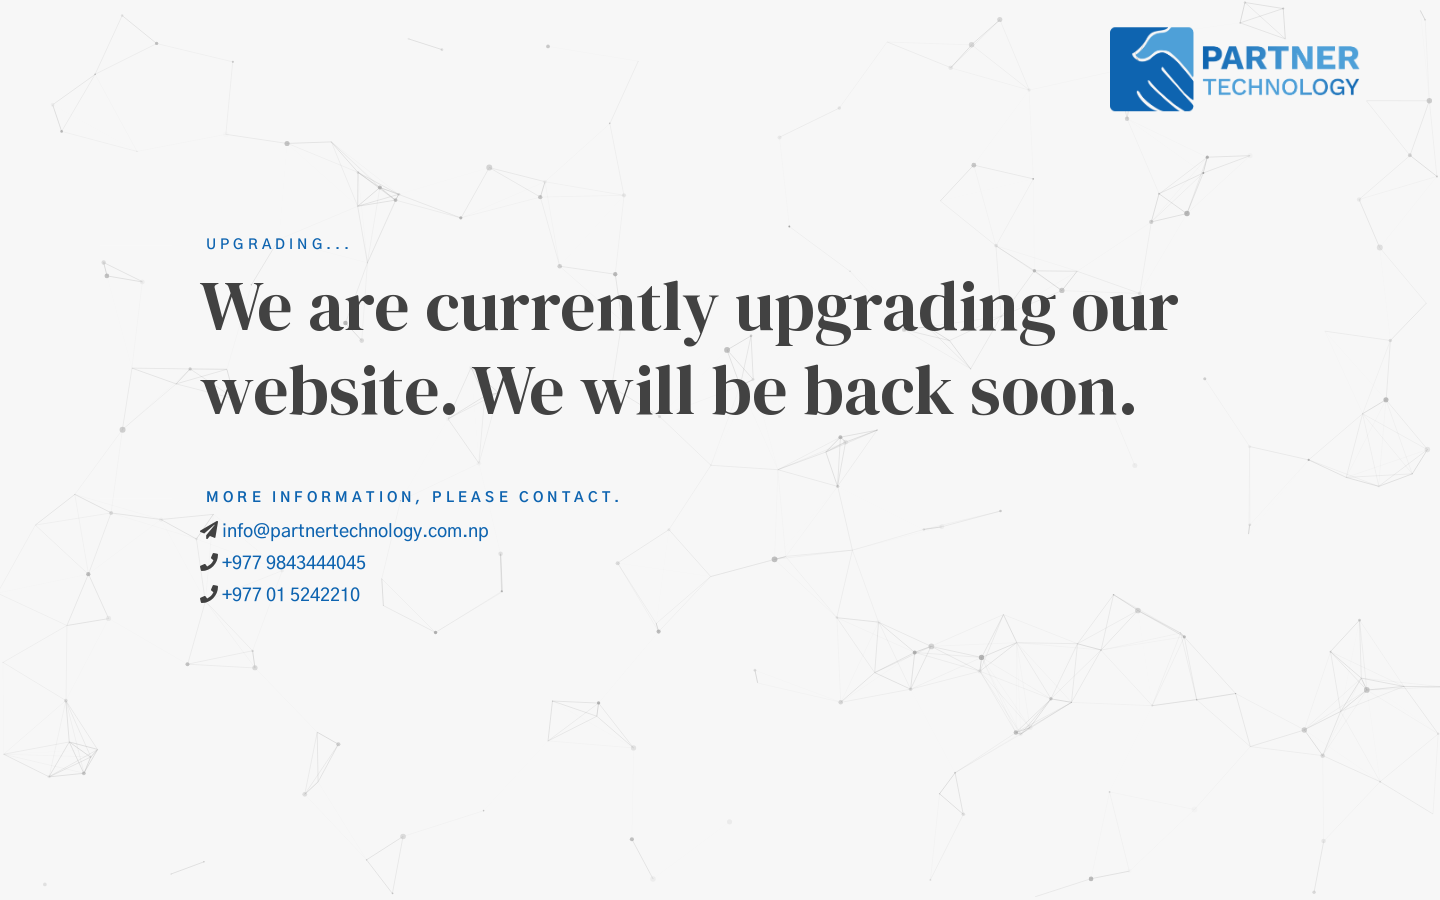 PARTNER
TECHNOLOGY
UPGRADING...
We are currently upgrading our
website. We will be back soon.
MORE INFORMATION, PLEASE CONTACT.
info@partnertechnology.com.np
+977 9843444045
+977 01 5242210